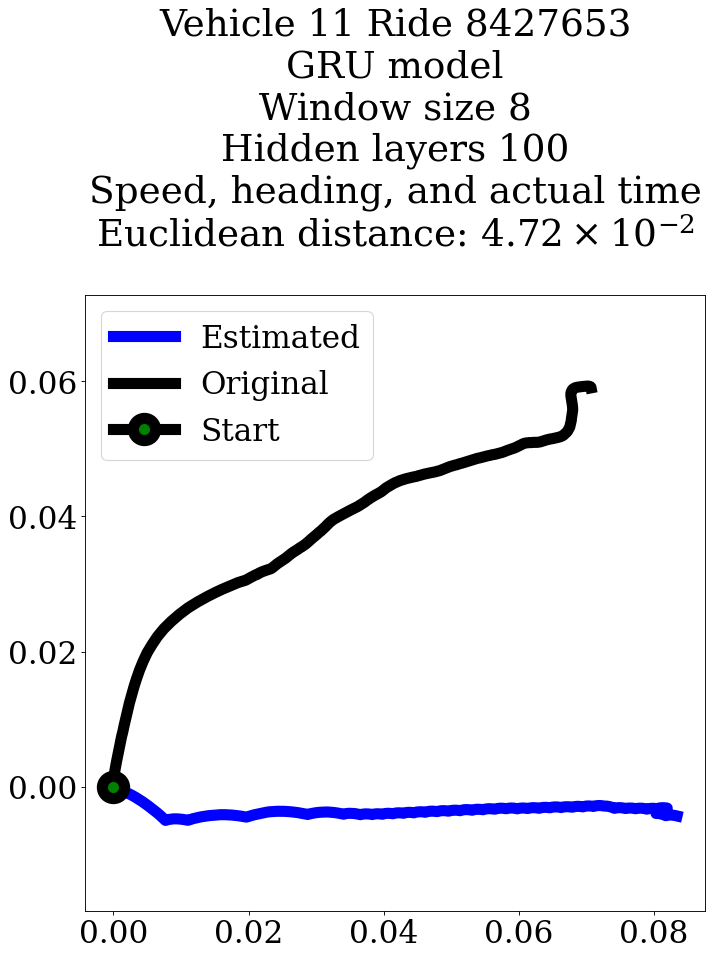 Vehicle 11 Ride 8427653
GRU model
Window size 8
Hidden layers 100
Speed, heading, and actual time
Euclidean distance: 4.72 × 10⁻²
Estimated
Original
Start
0.06
0.04
0.02
0.00
0.00 0.02 0.04 0.06 0.08